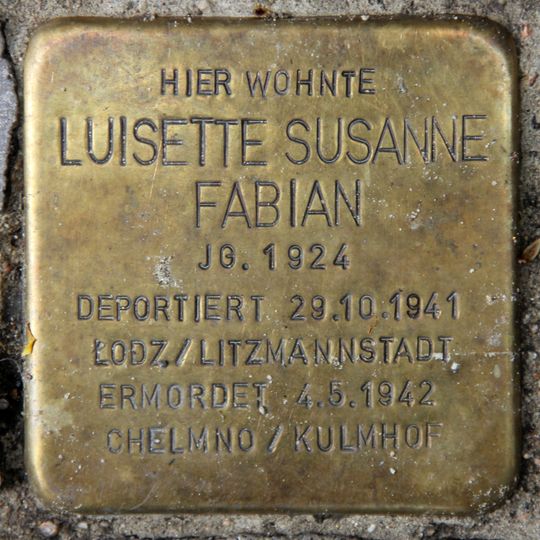 HIER WOHNTE
LUISETTE SUSANNE
FABIAN
JG. 1924
DEPORTIERT 29.10.1941
ŁODZ/LITZMANNSTADT
ERMORDET 4.5.1942
CHELMNO / KULMHOF